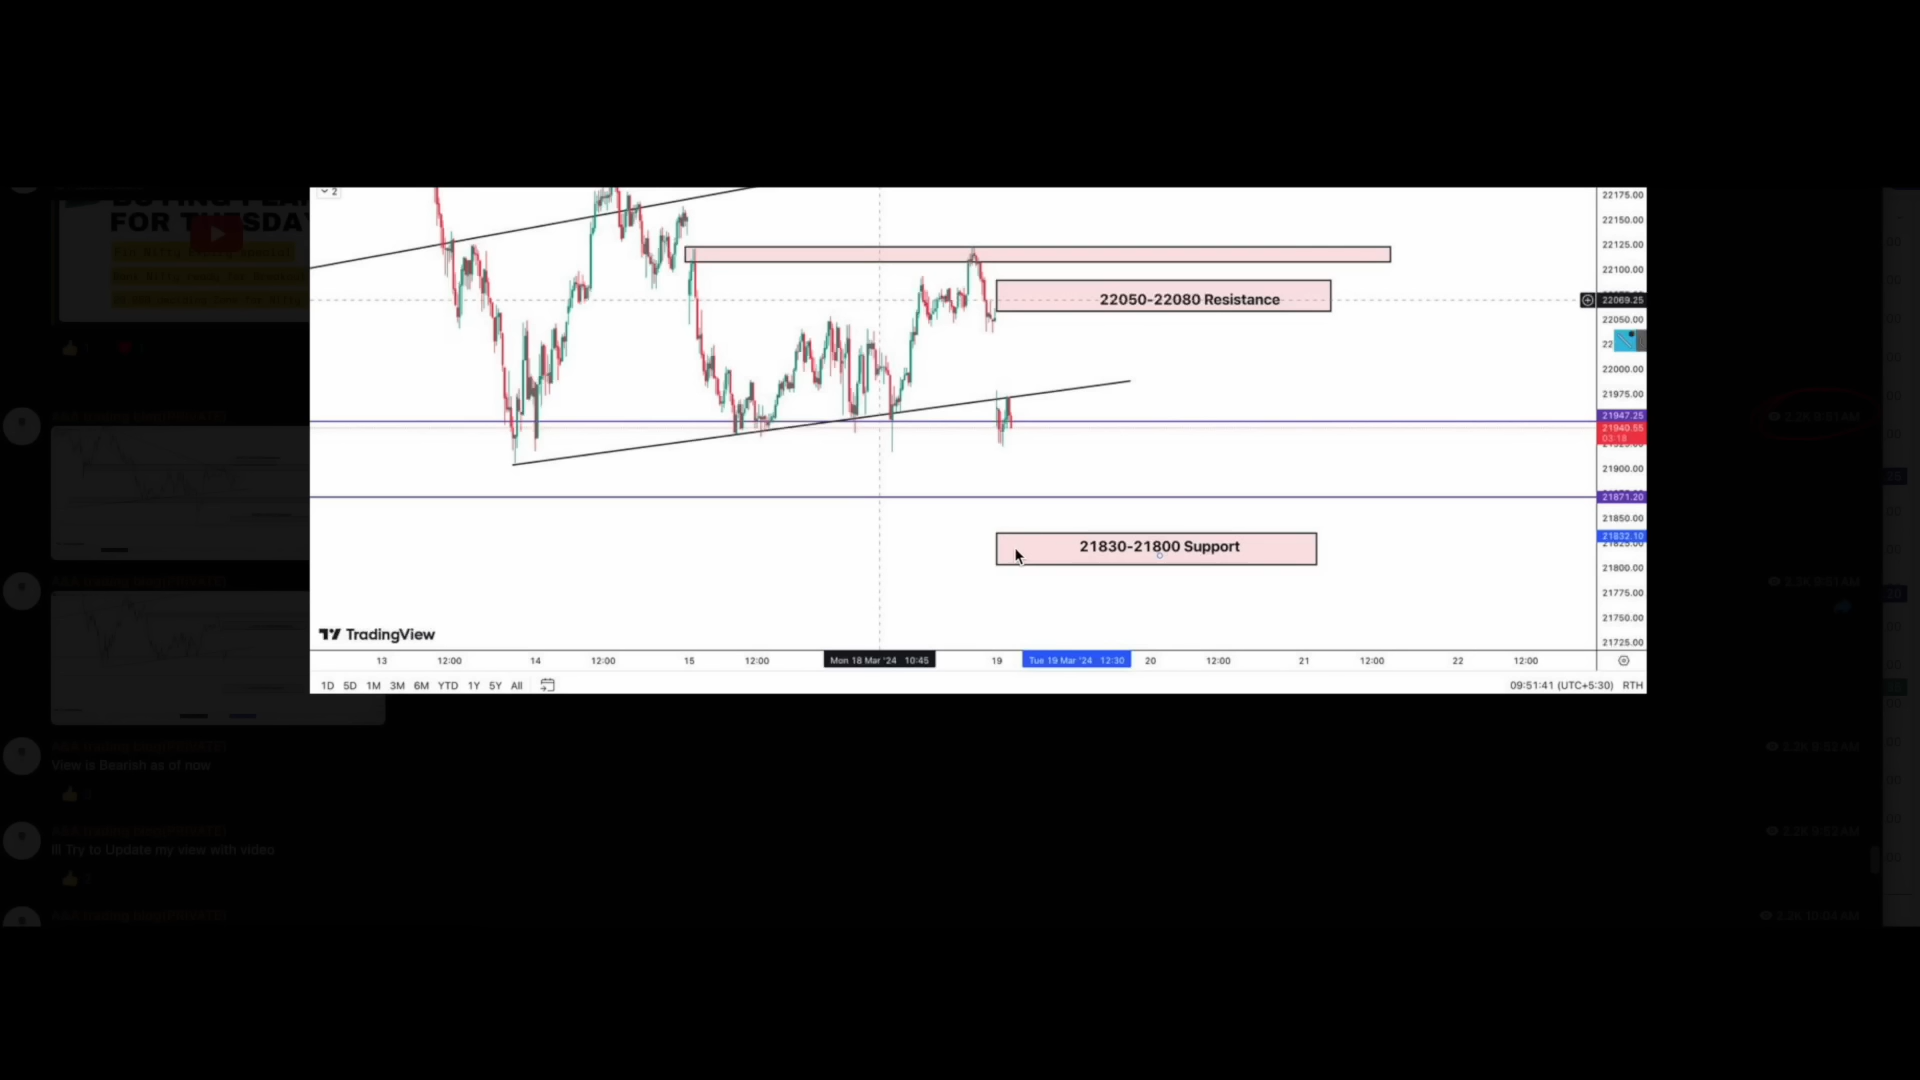 FOR TUESDAY
2
22175.00
22150.00
22125.00
22100.00
22050-22080 Resistance
22069.25
22050.00
22000.00
21975.00
21947.25
21940.55
03:18
21900.00
21871.20
21850.00
21830-21800 Support
21832.10
21800.00
21775.00
21750.00
21725.00
TradingView
13 12:00 14 12:00 15 12:00 Mon 18 Mar '24 10:45 19 Tue 19 Mar '24 12:30 20 12:00 21 12:00 22 12:00
1D 5D 1M 3M 6M YTD 1Y 5Y All
09:51:41 (UTC+5:30) RTH
View is Bearish as of now
Ill Try to Update my view with video